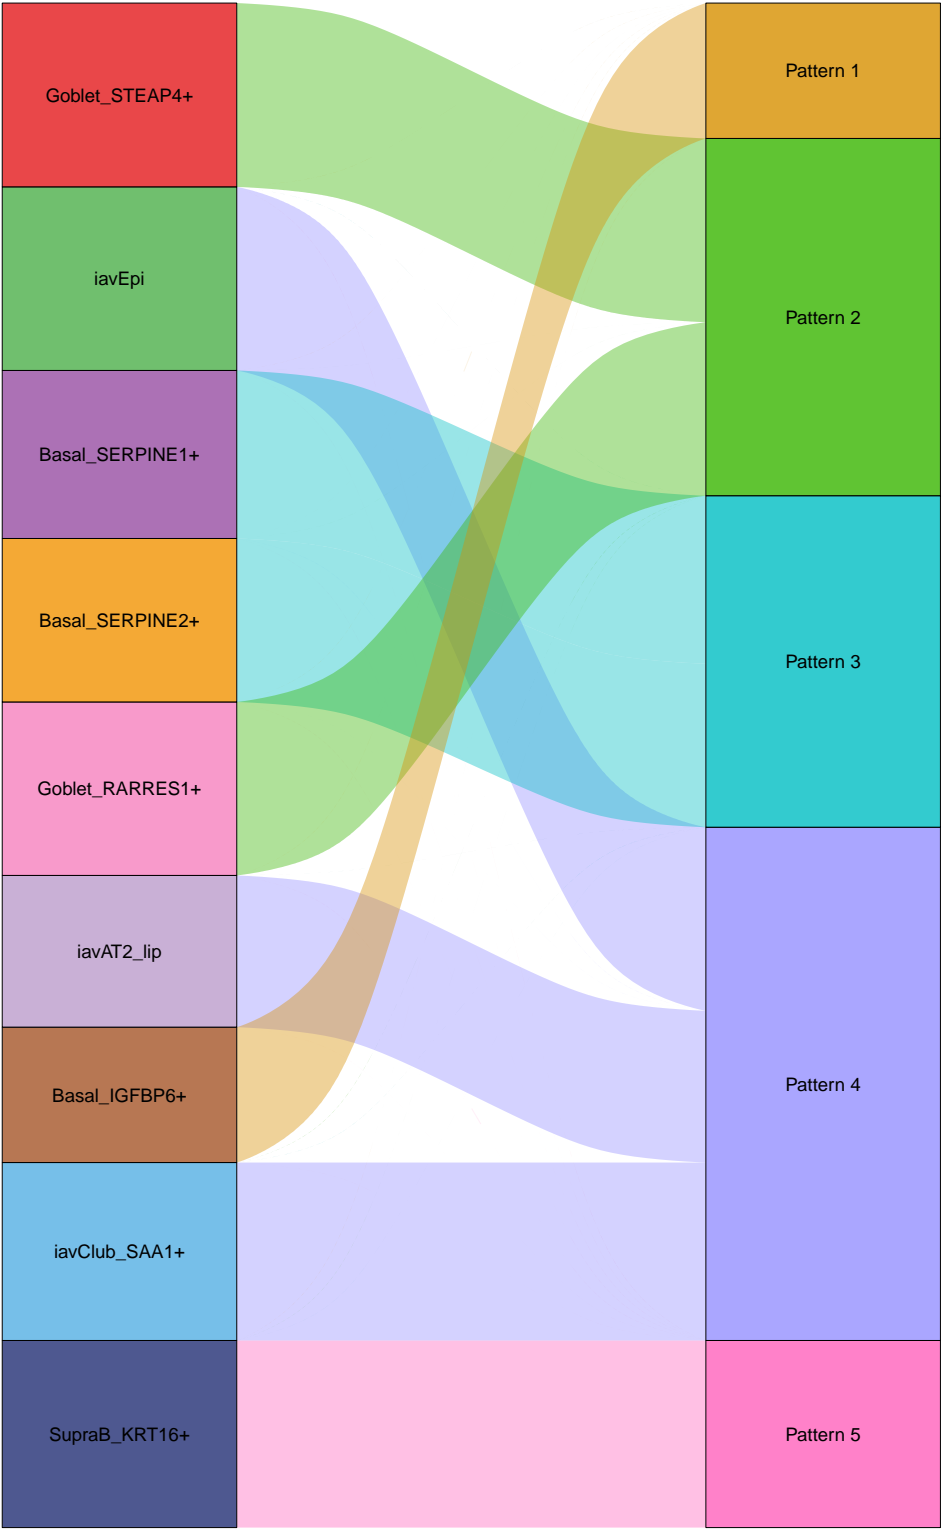 Goblet_STEAP4+
iavEpi
Basal_SERPINE1+
Basal_SERPINE2+
Goblet_RARRES1+
iavAT2_lip
Basal_IGFBP6+
iavClub_SAA1+
SupraB_KRT16+
Pattern 1
Pattern 2
Pattern 3
Pattern 4
Pattern 5